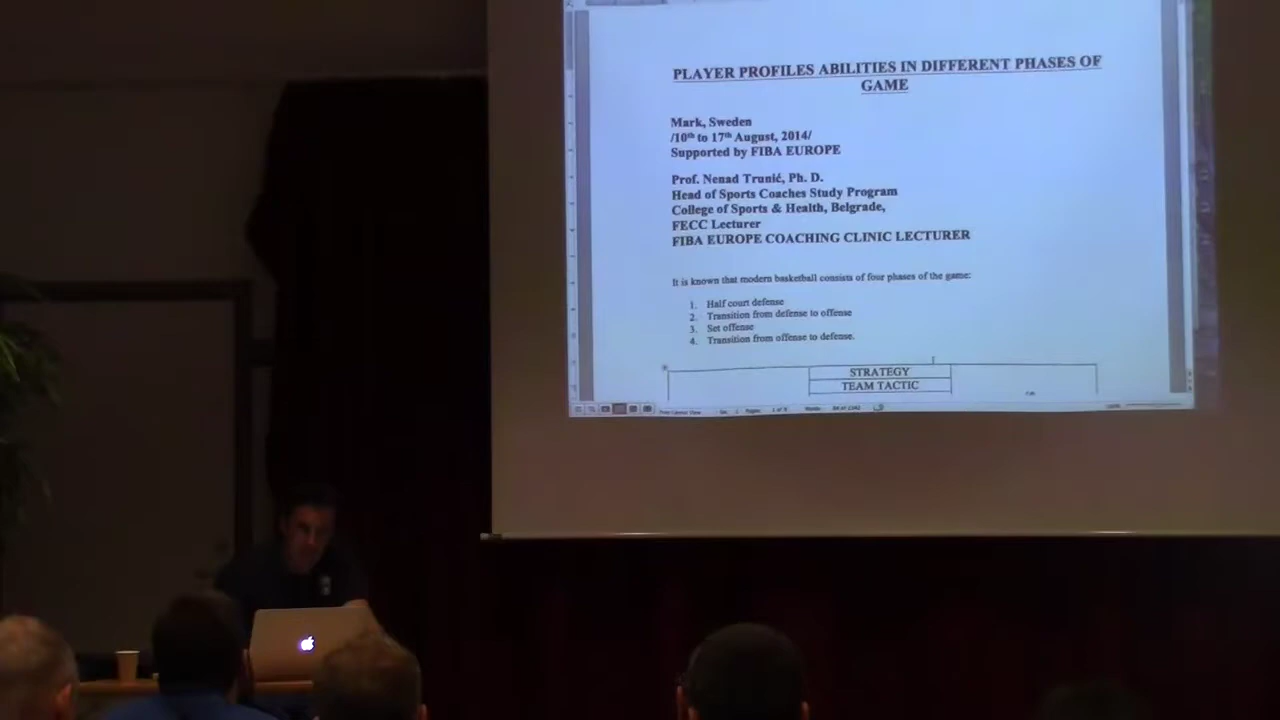 PLAYER PROFILES ABILITIES IN DIFFERENT PHASES OF
GAME
Mark, Sweden
/10th to 17th August, 2014/
Supported by FIBA EUROPE
Prof. Nenad Trunić, Ph. D.
Head of Sports Coaches Study Program
College of Sports & Health, Belgrade,
FECC Lecturer
FIBA EUROPE COACHING CLINIC LECTURER
It is known that modern basketball consists of four phases of the game:
1. Half court defense
2. Transition from defense to offense
3. Set offense
4. Transition from offense to defense.
STRATEGY
TEAM TACTIC